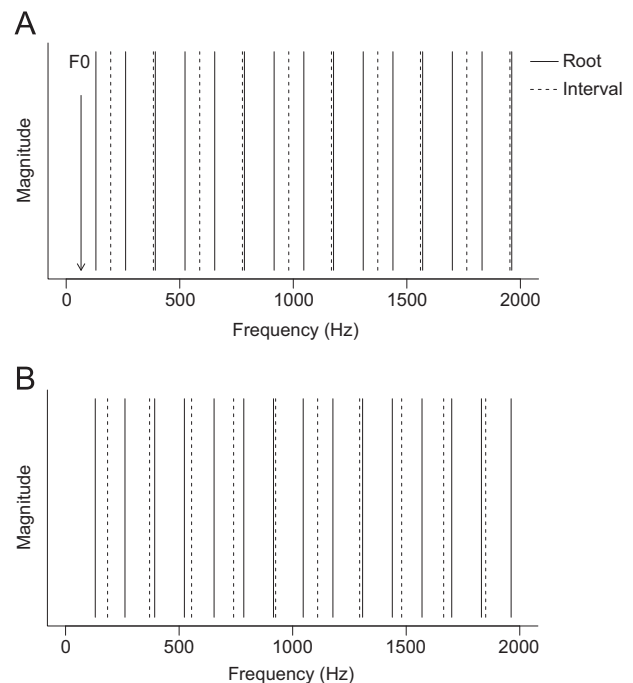 A
F0
Root
Interval
Magnitude
0 500 1000 1500 2000
Frequency (Hz)
B
Magnitude
0 500 1000 1500 2000
Frequency (Hz)